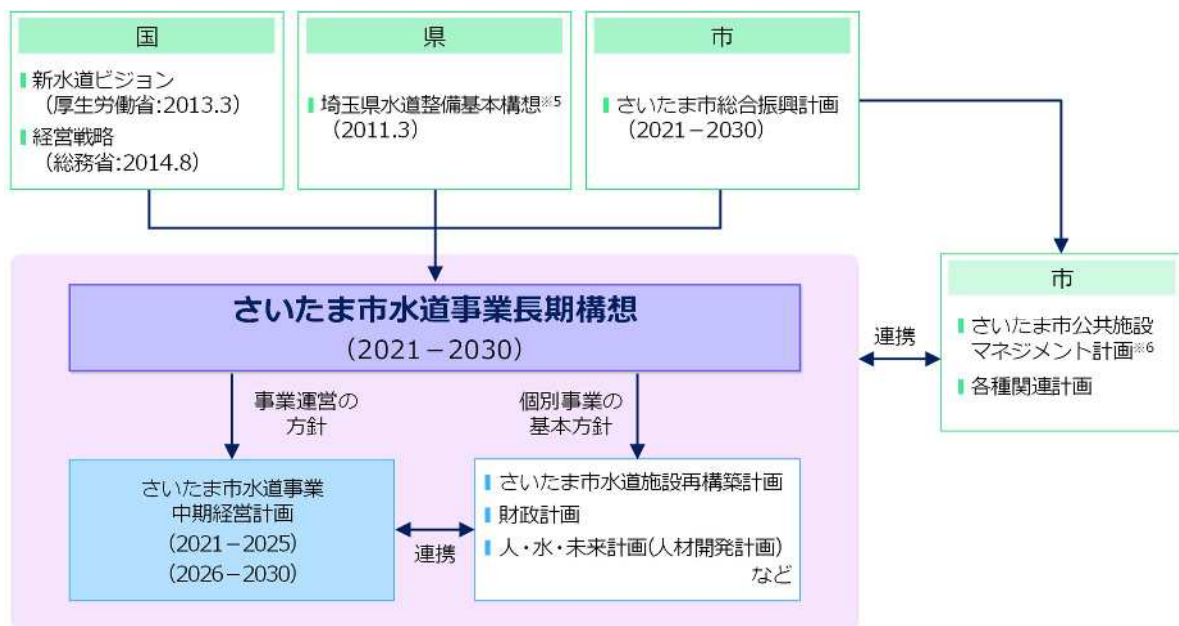 国
新水道ビジョン
（厚生労働省:2013.3）
経営戦略
（総務省:2014.8）
県
埼玉県水道整備基本構想※5
（2011.3）
市
さいたま市総合振興計画
（2021－2030）
さいたま市水道事業長期構想
（2021－2030）
事業運営の
方針
個別事業の
基本方針
さいたま市水道事業
中期経営計画
（2021－2025）
（2026－2030）
連携
さいたま市水道施設再構築計画
財政計画
人・水・未来計画(人材開発計画)
など
連携
市
さいたま市公共施設
マネジメント計画※6
各種関連計画